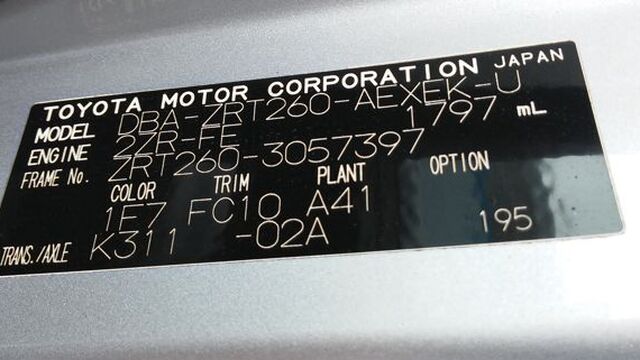 TOYOTA MOTOR CORPORATION JAPAN
MODEL DBA-ZRT260-AEXEK-U
ENGINE 2ZR-FE 1797 mL
FRAME No. ZRT260-3057397
COLOR TRIM PLANT OPTION
1E7 FC10 A41
TRANS./AXLE K311 -02A 195